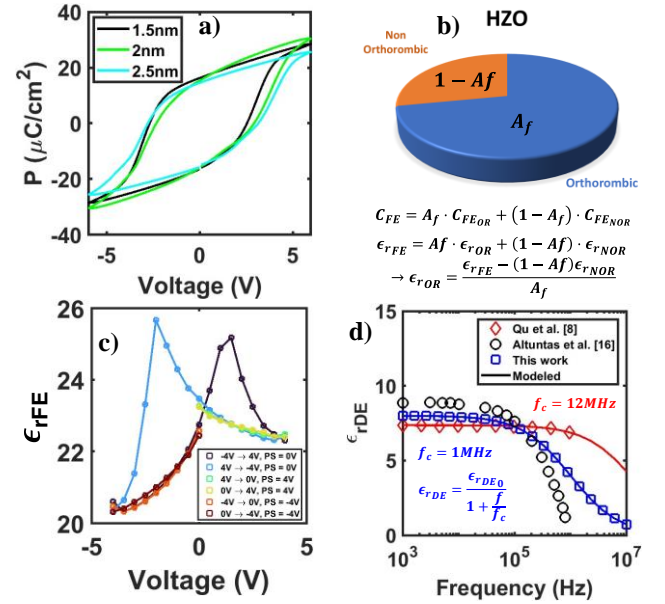 a)
1.5nm
2nm
2.5nm
P (μC/cm²)
40
20
0
-20
-40
-5
0
5
Voltage (V)
b)
HZO
Non
Orthorombic
1 − Af
A_f
Orthorombic
C_FE_OR = A_f · C_FE_OR + (1 − A_f) · C_FE_NOR
ϵ_rFE = Af · ϵ_rOR + (1 − Af) · ϵ_rNOR
→ ϵ_rOR = (ϵ_rFE − (1 − Af)ϵ_rNOR) / A_f
c)
ϵ_rFE
26
24
22
20
-4V → 4V, PS = 0V
4V → -4V, PS = 0V
4V → 0V, PS = 4V
0V → 4V, PS = 4V
-4V → 0V, PS = -4V
0V → -4V, PS = -4V
-5
0
5
Voltage (V)
d)
ϵ_rDE
15
10
5
0
Qu et al. [8]
Altuntas et al. [16]
This work
Modeled
f_c = 12MHz
f_c = 1MHz
ϵ_rDE = ϵ_rDE0 / (1 + f/f_c)
10³
10⁵
10⁷
Frequency (Hz)